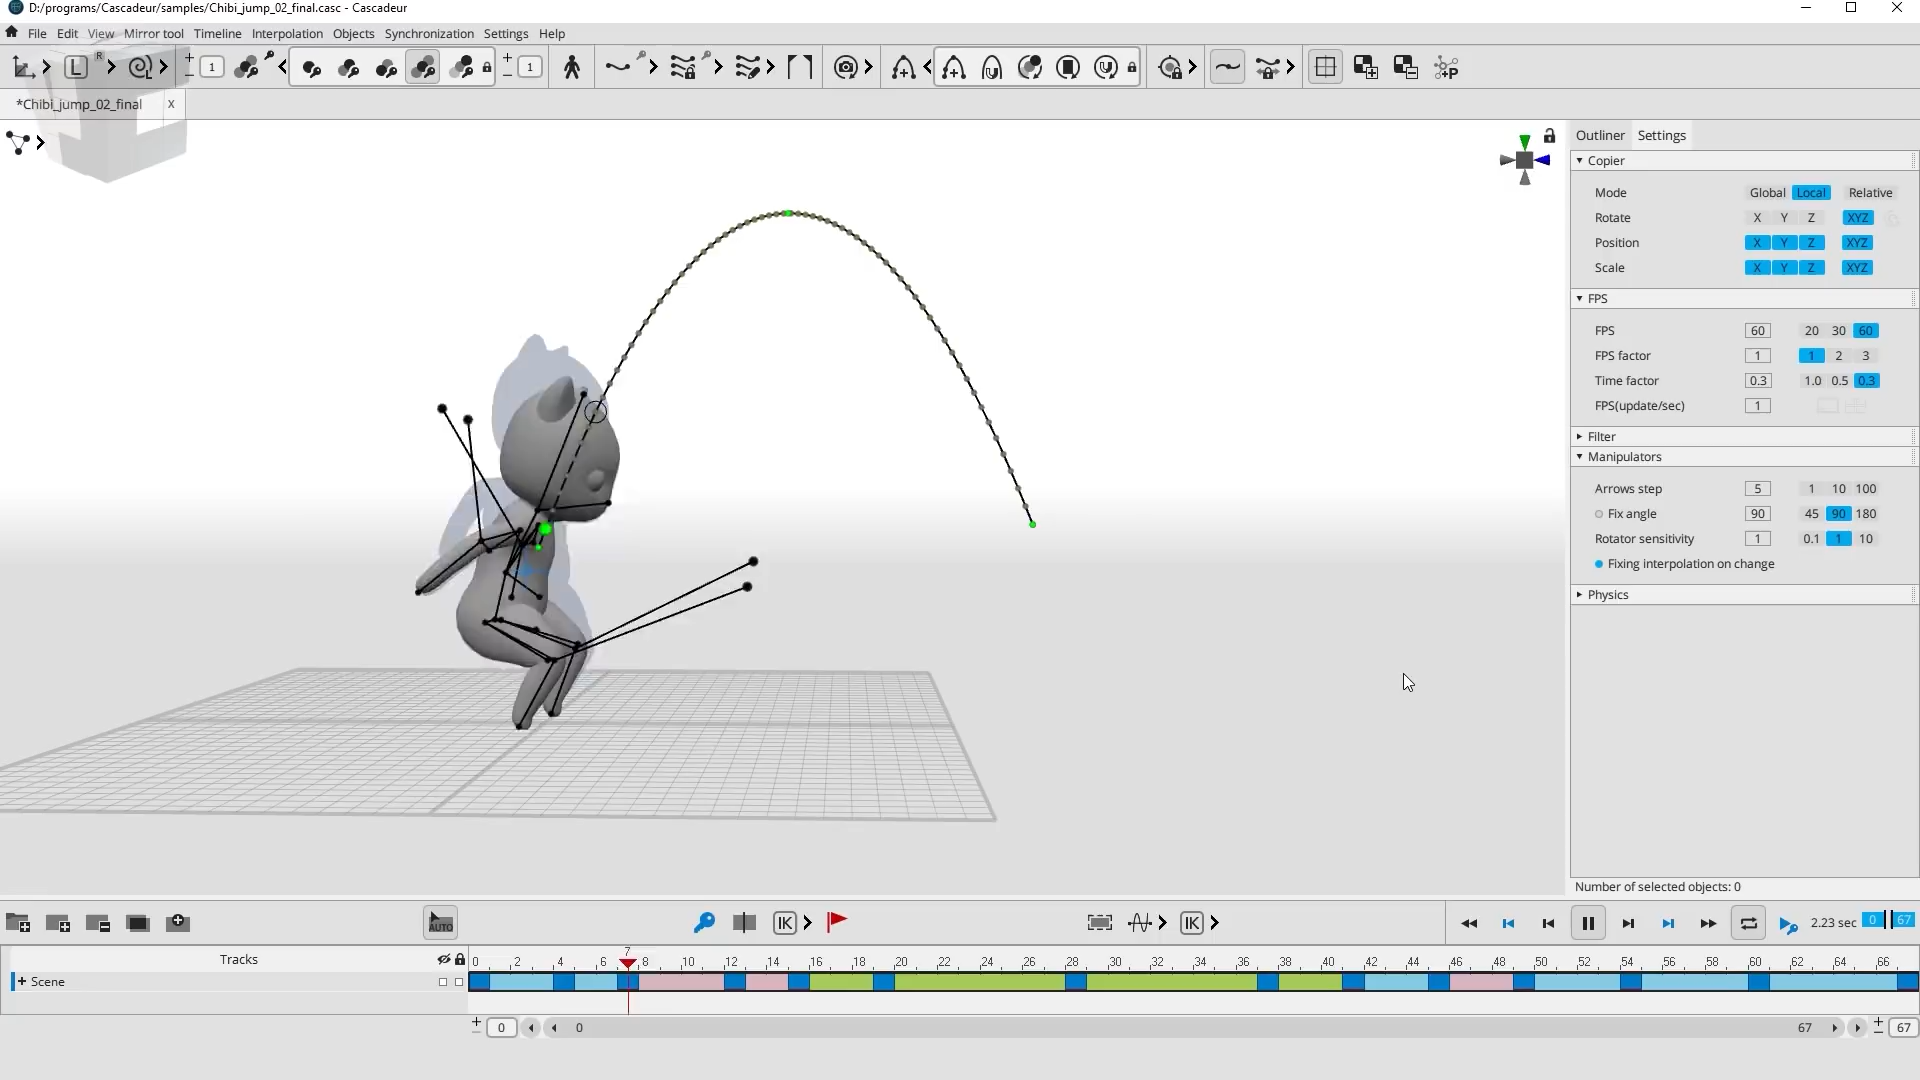 D:/programs/Cascadeur/samples/Chibi_jump_02_final.casc - Cascadeur
File Edit View Mirror tool Timeline Interpolation Objects Synchronization Settings Help
L R 1 1 +P
*Chibi_jump_02_final x
Outliner Settings
Copier
Mode Global Local Relative
Rotate X Y Z XYZ
Position X Y Z XYZ
Scale X Y Z XYZ
FPS
FPS 60 20 30 60
FPS factor 1 1 2 3
Time factor 0.3 1.0 0.5 0.3
FPS(update/sec) 1
Filter
Manipulators
Arrows step 5 1 10 100
Fix angle 90 45 90 180
Rotator sensitivity 1 0.1 1 10
Fixing interpolation on change
Physics
Number of selected objects: 0
AUTO IK IK 2.23 sec 0 67
Tracks 7
0 2 4 6 8 10 12 14 16 18 20 22 24 26 28 30 32 34 36 38 40 42 44 46 48 50 52 54 56 58 60 62 64 66
+ Scene
0 0 67 67